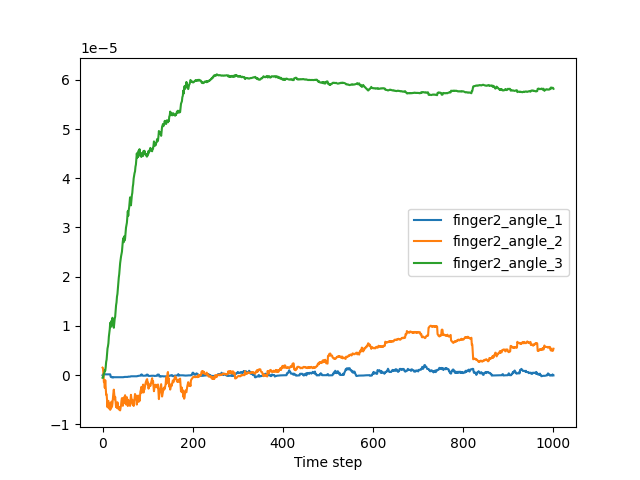 1e−5
6
5
4
3
2
1
0
−1
finger2_angle_1
finger2_angle_2
finger2_angle_3
0 200 400 600 800 1000
Time step